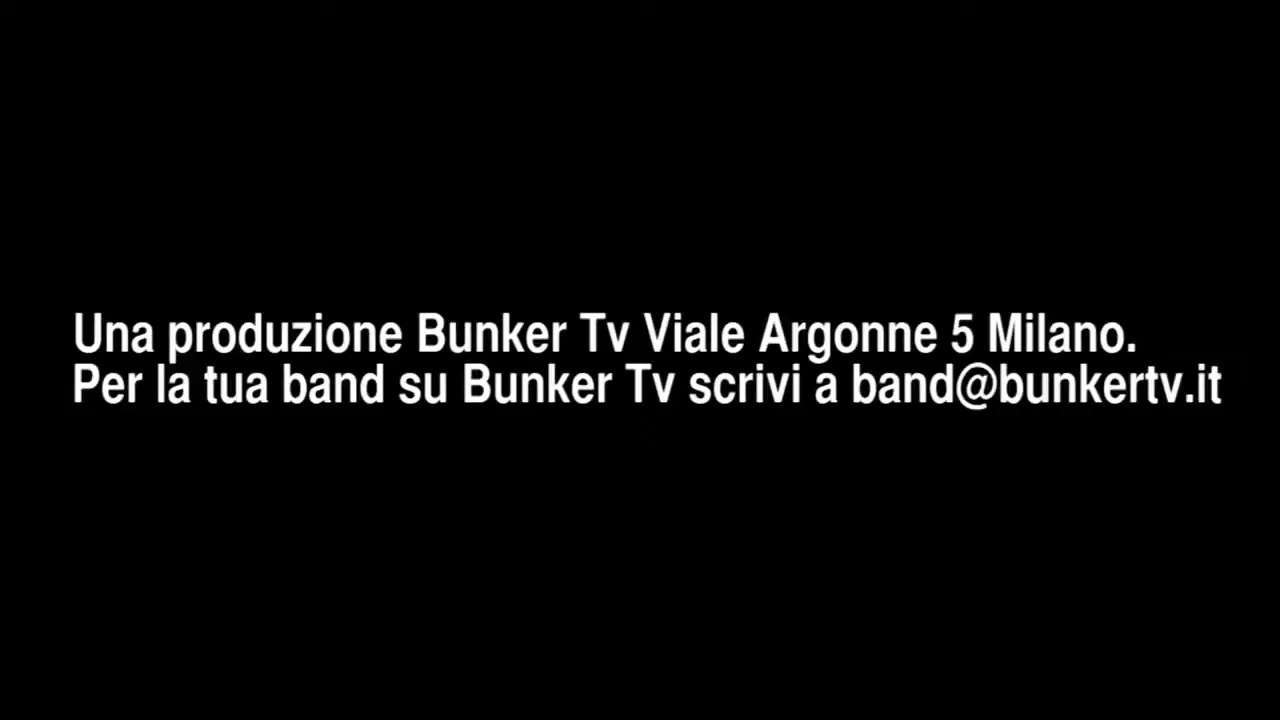 Una produzione Bunker Tv Viale Argonne 5 Milano.
Per la tua band su Bunker Tv scrivi a band@bunkertv.it